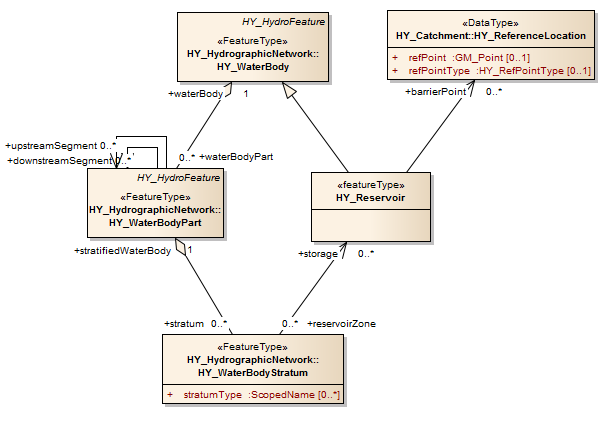 HY_HydroFeature
«FeatureType»
HY_HydrographicNetwork::
HY_WaterBody
«DataType»
HY_Catchment::HY_ReferenceLocation
+ refPoint :GM_Point [0..1]
+ refPointType :HY_RefPointType [0..1]
+waterBody 1
+barrierPoint 0..*
+upstreamSegment 0..*
+downstreamSegment 0..*
0..* +waterBodyPart
HY_HydroFeature
«FeatureType»
HY_HydrographicNetwork::
HY_WaterBodyPart
«featureType»
HY_Reservoir
+stratifiedWaterBody 1
+storage 0..*
+stratum 0..*
0..* +reservoirZone
«FeatureType»
HY_HydrographicNetwork::
HY_WaterBodyStratum
+ stratumType :ScopedName [0..*]